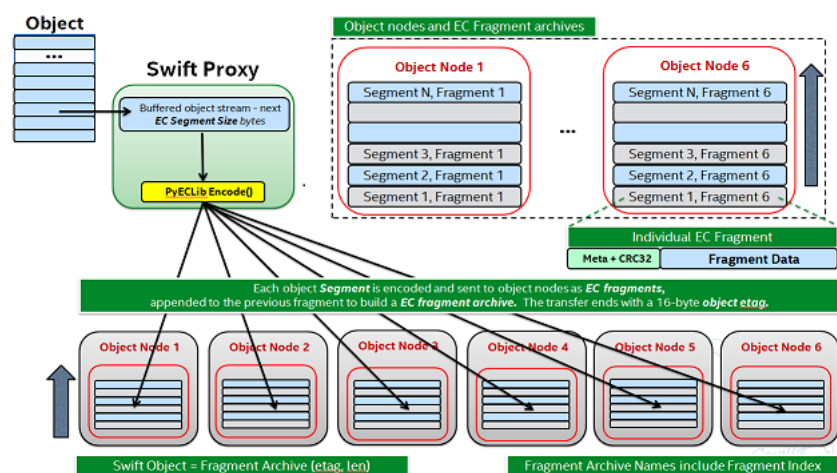 Object
...
Swift Proxy
Buffered object stream - next
EC Segment Size bytes
PyECLib Encode()
Object nodes and EC Fragment archives
Object Node 1
Segment N, Fragment 1
Segment 3, Fragment 1
Segment 2, Fragment 1
Segment 1, Fragment 1
...
Object Node 6
Segment N, Fragment 6
Segment 3, Fragment 6
Segment 2, Fragment 6
Segment 1, Fragment 6
Individual EC Fragment
Meta + CRC32
Fragment Data
Each object Segment is encoded and sent to object nodes as EC fragments,
appended to the previous fragment to build a EC fragment archive. The transfer ends with a 16-byte object etag.
Object Node 1
Object Node 2
Object Node 3
Object Node 4
Object Node 5
Object Node 6
Swift Object = Fragment Archive (etag, len)
Fragment Archive Names include Fragment Index